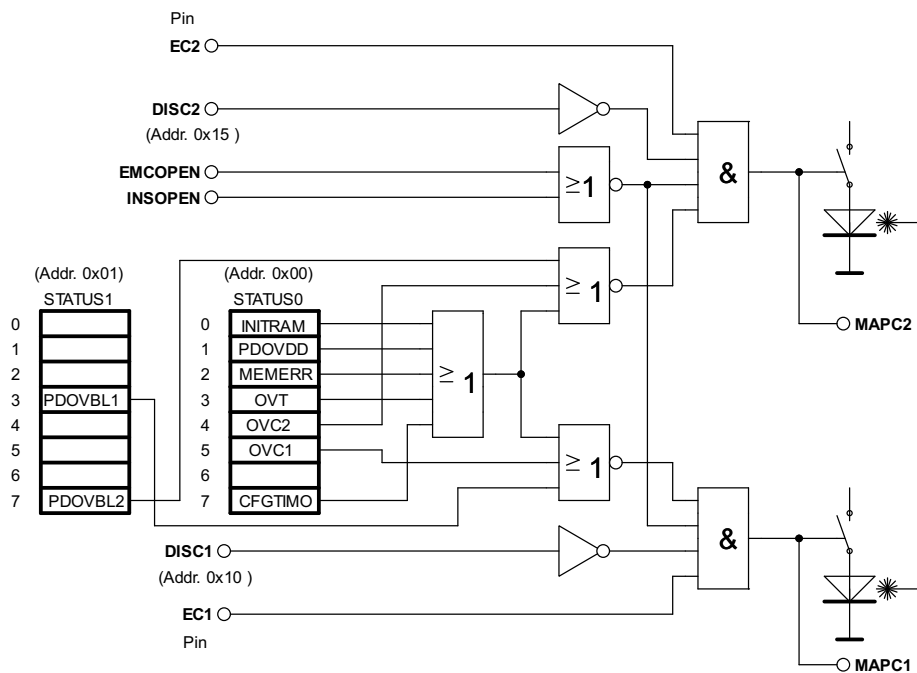 Pin
EC2
DISC2
(Addr. 0x15 )
EMCOPEN
INSOPEN
≥1
&
(Addr. 0x01)
STATUS1
(Addr. 0x00)
STATUS0
0
1
2
3 PDOVBL1
4
5
6
7 PDOVBL2
0 INITRAM
1 PDOVDD
2 MEMERR
3 OVT
4 OVC2
5 OVC1
6
7 CFGTIMO
≥1
≥1
≥1
MAPC2
DISC1
(Addr. 0x10 )
EC1
Pin
&
MAPC1